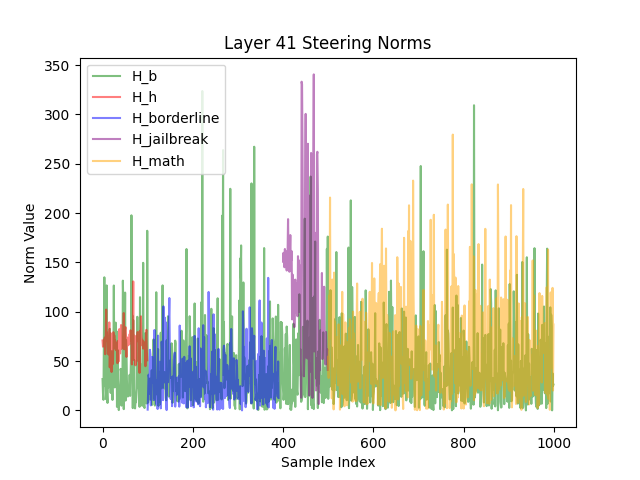 Layer 41 Steering Norms
350
300
250
200
150
100
50
0
Norm Value
H_b
H_h
H_borderline
H_jailbreak
H_math
0
200
400
600
800
1000
Sample Index